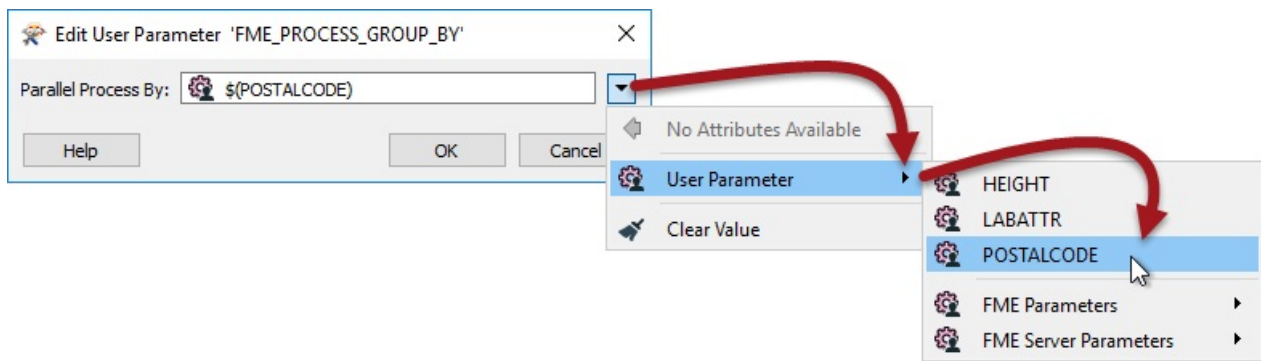 Edit User Parameter 'FME_PROCESS_GROUP_BY'
Parallel Process By: $(POSTALCODE)
Help OK Cancel
No Attributes Available
User Parameter
Clear Value
HEIGHT
LABATTR
POSTALCODE
FME Parameters
FME Server Parameters